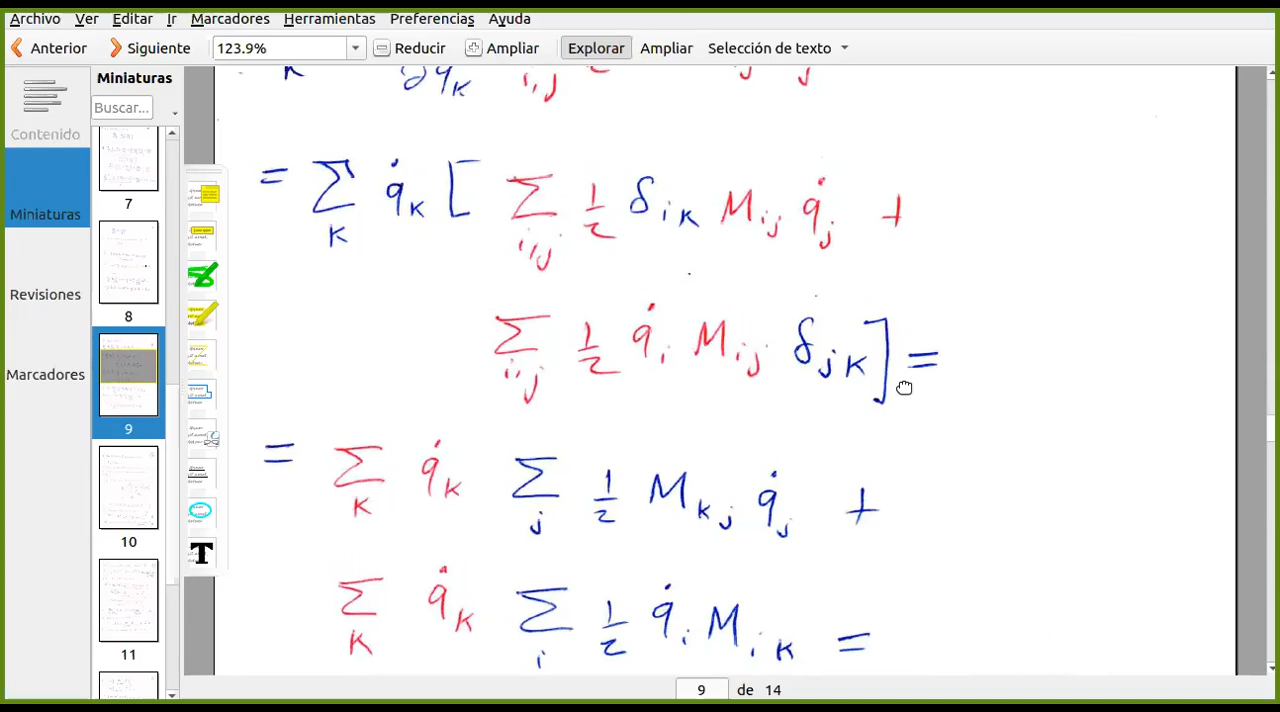 Archivo Ver Editar Ir Marcadores Herramientas Preferencias Ayuda
Anterior Siguiente 123.9% Reducir Ampliar Explorar Ampliar Selección de texto
Contenido
Miniaturas
Revisiones
Marcadores
Miniaturas
Buscar...
7
8
9
10
11
T
∂q_K i,j
= Σ_K q̇_K [ Σ_{i,j} 1/2 δ_{iK} M_{ij} q̇_j +
Σ_{i,j} 1/2 q̇_i M_{ij} δ_{jK} ] =
= Σ_K q̇_K Σ_j 1/2 M_{Kj} q̇_j +
Σ_K q̇_K Σ_i 1/2 q̇_i M_{iK} =
9 de 14